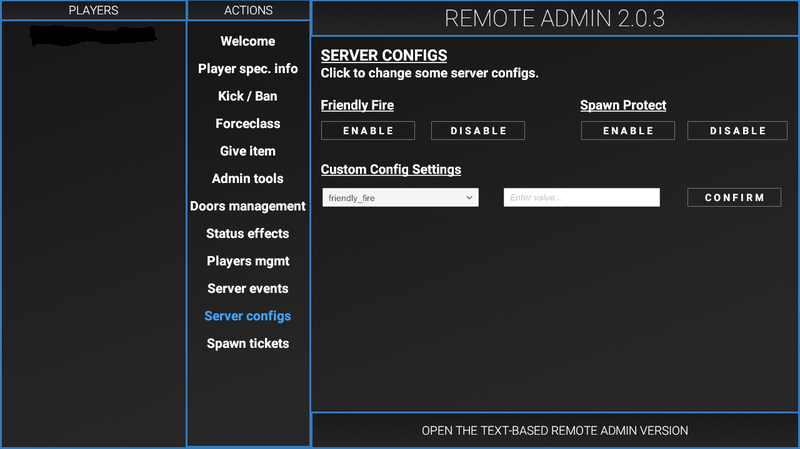 PLAYERS
ACTIONS
Welcome
Player spec. info
Kick / Ban
Forceclass
Give item
Admin tools
Doors management
Status effects
Players mgmt
Server events
Server configs
Spawn tickets
REMOTE ADMIN 2.0.3
SERVER CONFIGS
Click to change some server configs.
Friendly Fire
Spawn Protect
ENABLE DISABLE ENABLE DISABLE
Custom Config Settings
friendly_fire Enter value... CONFIRM
OPEN THE TEXT-BASED REMOTE ADMIN VERSION